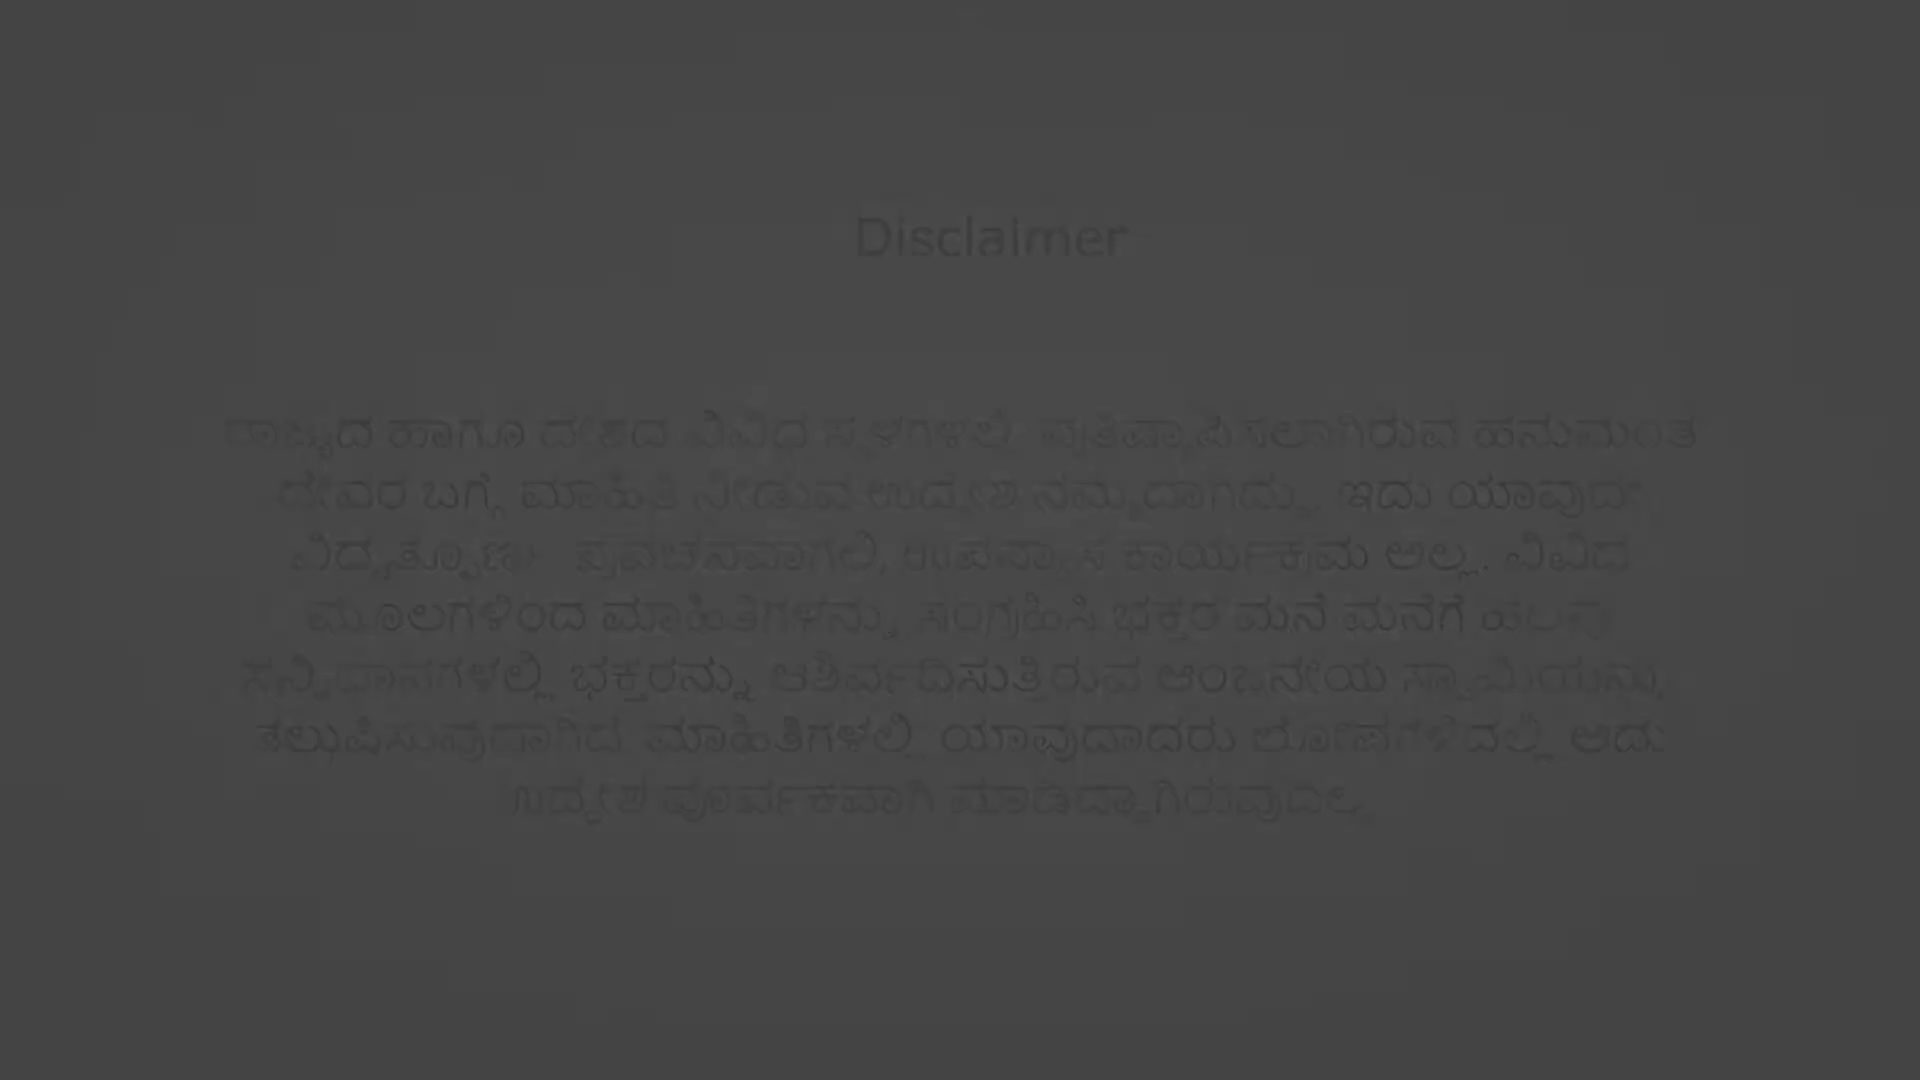 Disclaimer
ರಾಜ್ಯದ ಹಾಗೂ ದೇಶದ ವಿವಿಧ ಸ್ಥಳಗಳಲ್ಲಿ ಪ್ರತಿಷ್ಠಾಪಿಸಲಾಗಿರುವ ಹನುಮಂತ
ದೇವರ ಬಗ್ಗೆ ಮಾಹಿತಿ ನೀಡುವ ಉದ್ದೇಶ ನಮ್ಮದಾಗಿದ್ದು, ಇದು ಯಾವುದೇ
ವಿದ್ವತ್ಪೂರ್ಣ ಪ್ರವಚನವಾಗಲಿ, ಉಪನ್ಯಾಸ ಕಾರ್ಯಕ್ರಮ ಅಲ್ಲ. ವಿವಿದ
ಮೂಲಗಳಿಂದ ಮಾಹಿತಿಗಳನ್ನು ಸಂಗ್ರಹಿಸಿ ಭಕ್ತರ ಮನೆ ಮನೆಗೆ ಹಲವು
ಸನ್ನಿಧಾನಗಳಲ್ಲಿ ಭಕ್ತರನ್ನು ಆಶಿರ್ವದಿಸುತ್ತಿರುವ ಆಂಜನೇಯ ಸ್ವಾಮಿಯನ್ನು
ತಲುಪಿಸುವುದಾಗಿದೆ. ಮಾಹಿತಿಗಳಲ್ಲಿ ಯಾವುದಾದರು ಲೋಪಗಳಿದಲ್ಲಿ ಅದು
ಉದ್ದೇಶ ಪೂರ್ವಕವಾಗಿ ಮಾಡಿದ್ದಾಗಿರುವುದಿಲ್ಲ.